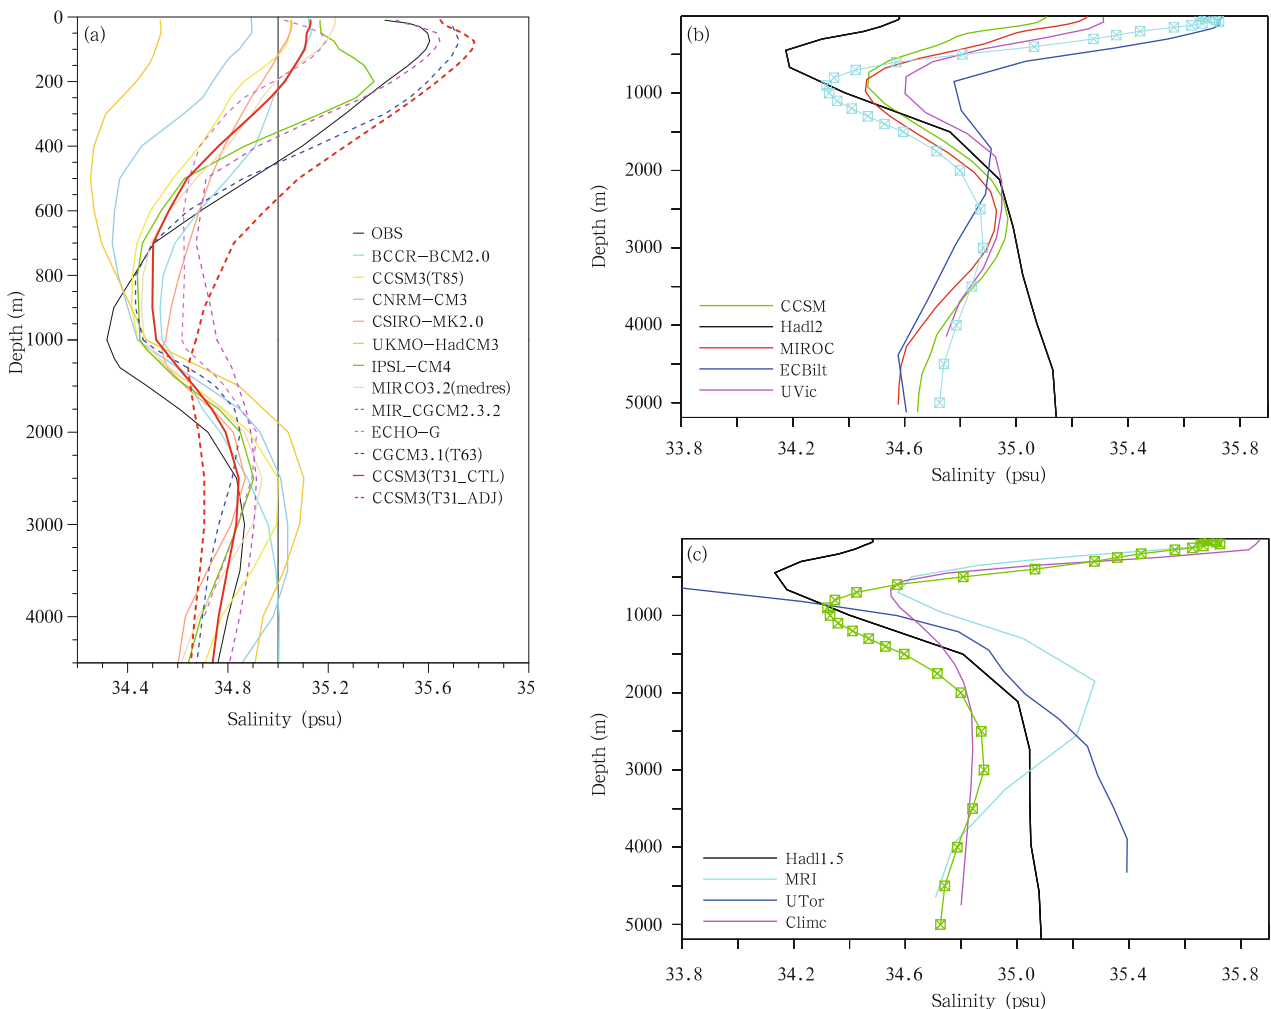 (a)
0
200
400
600
800
1000
2000
3000
4000
Depth (m)
34.4
34.8
35.2
35.6
35
Salinity (psu)
OBS
BCCR-BCM2.0
CCSM3(T85)
CNRM-CM3
CSIRO-MK2.0
UKMO-HadCM3
IPSL-CM4
MIRCO3.2(medres)
MIR_CGCM2.3.2
ECHO-G
CGCM3.1(T63)
CCSM3(T31_CTL)
CCSM3(T31_ADJ)
(b)
1000
2000
3000
4000
5000
Depth (m)
CCSM
Hadl2
MIROC
ECBilt
UVic
33.8
34.2
34.6
35.0
35.4
35.8
Salinity (psu)
(c)
1000
2000
3000
4000
5000
Depth (m)
Hadl1.5
MRI
UTor
Climc
33.8
34.2
34.6
35.0
35.4
35.8
Salinity (psu)